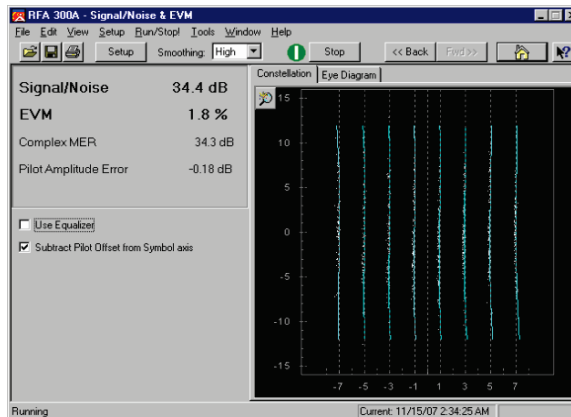 RFA 300A - Signal/Noise & EVM
File Edit View Setup Run/Stop! Tools Window Help
Setup Smoothing: High Stop << Back Fwd >>
Signal/Noise 34.4 dB
EVM 1.8 %
Complex MER 34.3 dB
Pilot Amplitude Error -0.18 dB
Use Equalizer
Subtract Pilot Offset from Symbol axis
Constellation Eye Diagram
15
10
5
0
-5
-10
-15
-7 -5 -3 -1 1 3 5 7
Running Current: 11/15/07 2:34:25 AM